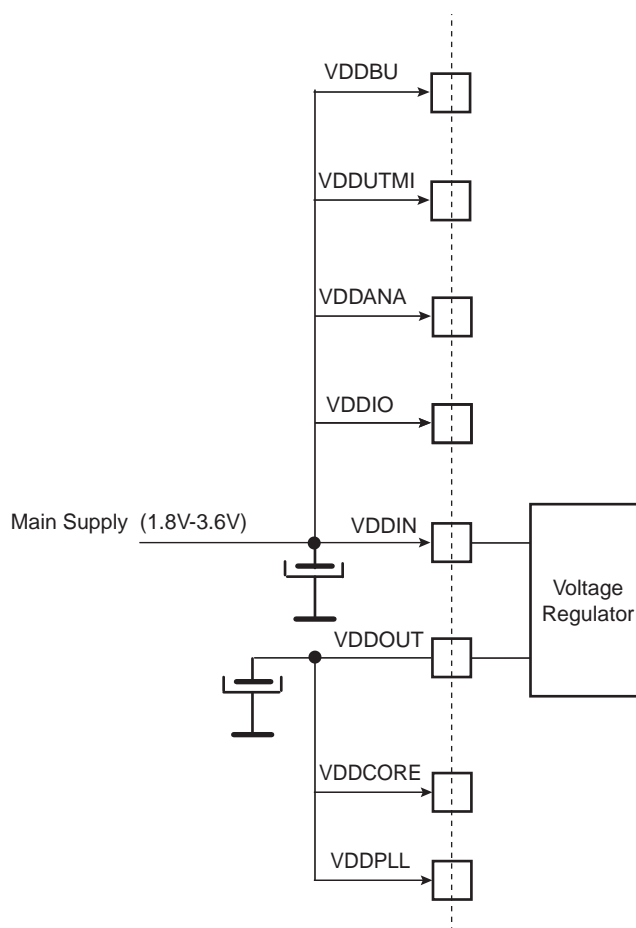 VDDBU
VDDUTMI
VDDANA
VDDIO
Main Supply (1.8V-3.6V)
VDDIN
Voltage
Regulator
VDDOUT
VDDCORE
VDDPLL